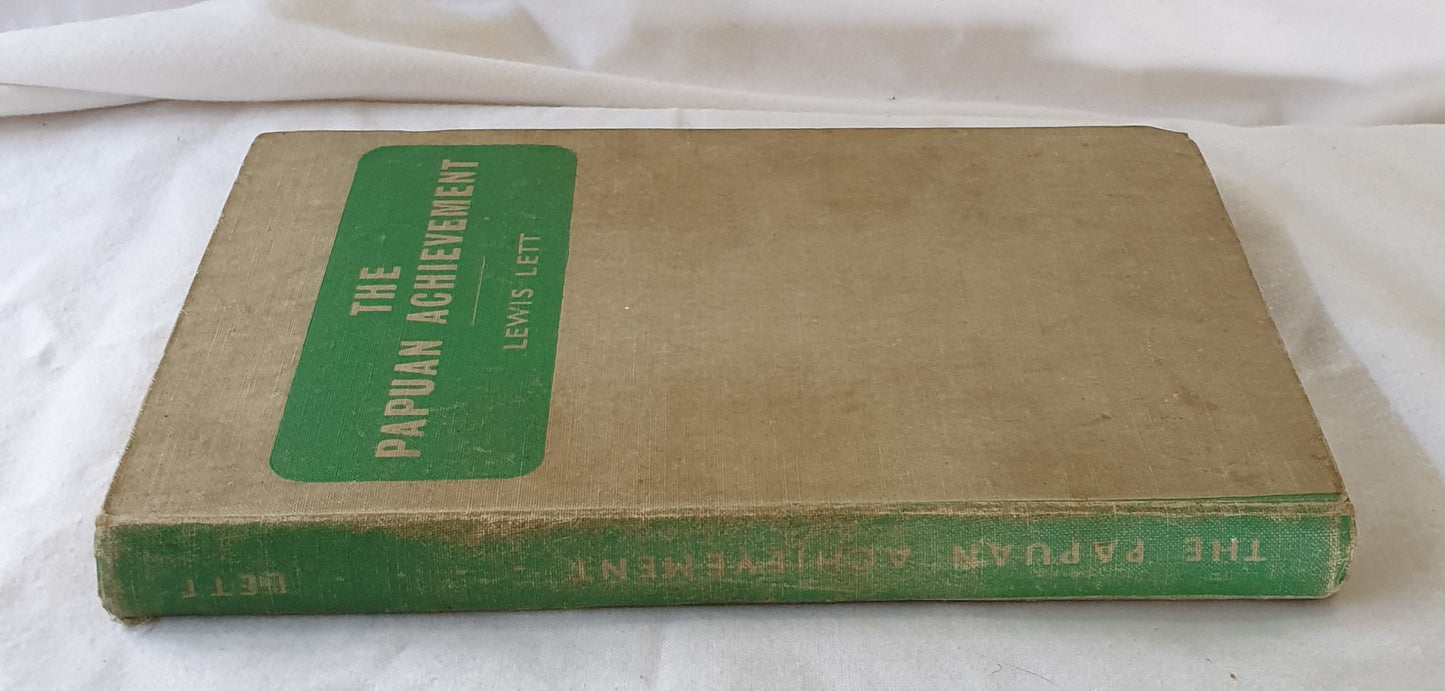 THE
PAPUAN ACHIEVEMENT
LEWIS LETT
THE PAPUAN ACHIEVEMENT LETT